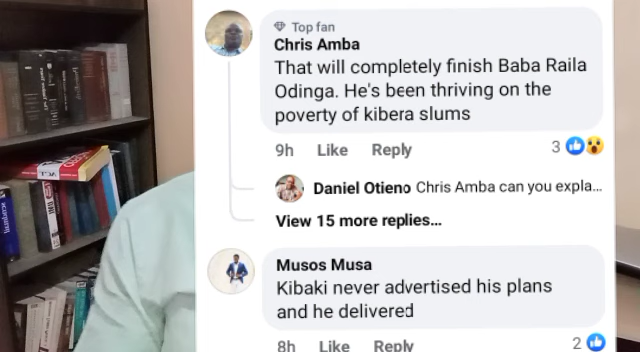 Top fan
Chris Amba
That will completely finish Baba Raila
Odinga. He's been thriving on the
poverty of kibera slums
9h Like Reply 3
Daniel Otieno Chris Amba can you expla...
View 15 more replies...
Musos Musa
Kibaki never advertised his plans
and he delivered
8h Like Reply 2